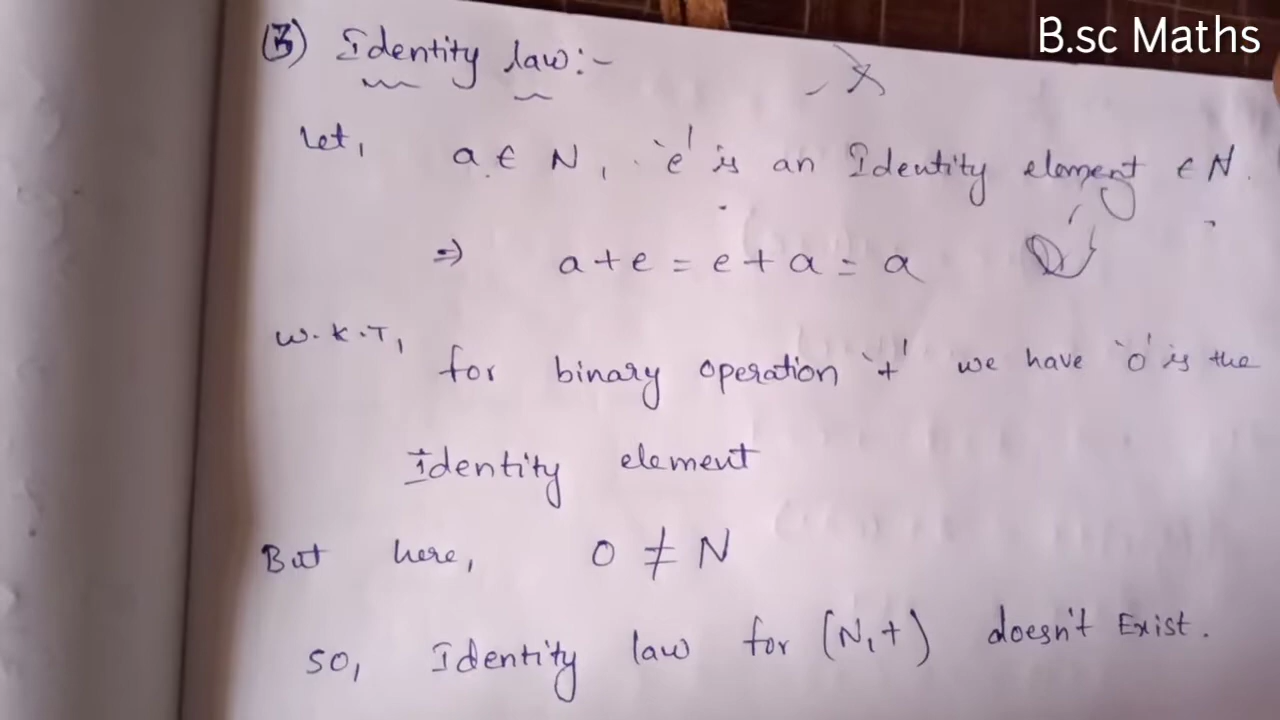 B.sc Maths
(3) Identity law:-
Let, a ∈ N, 'e' is an Identity element ∈ N.
⇒ a + e = e + a = a
W.K.T,
for binary operation '+' we have 'o' is the
Identity element
But here, 0 ≠ N
SO, Identity law for (N,+) doesn't Exist.